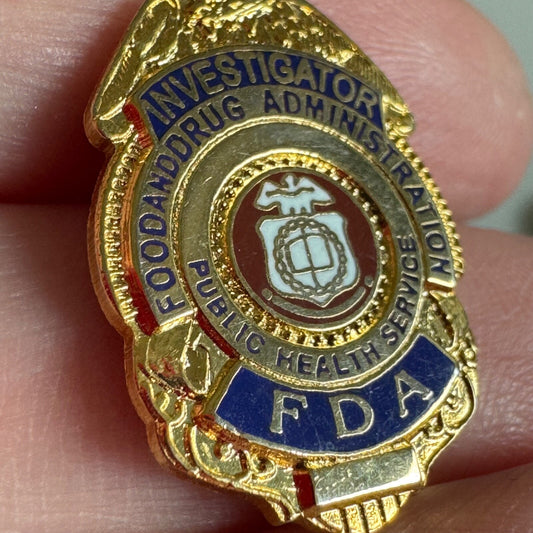 INVESTIGATOR
FOODANDDRUG ADMINISTRATION
PUBLIC HEALTH SERVICE
FDA